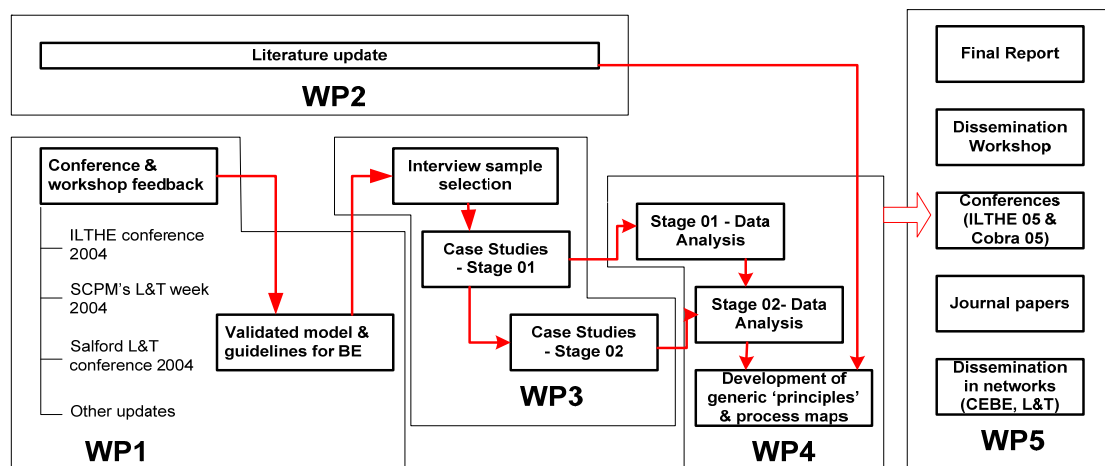 Literature update
WP2
Conference &
workshop feedback
ILTHE conference
2004
SCPM's L&T week
2004
Salford L&T
conference 2004
Other updates
Validated model &
guidelines for BE
WP1
Interview sample
selection
Case Studies
- Stage 01
Case Studies
- Stage 02
WP3
Stage 01 - Data
Analysis
Stage 02- Data
Analysis
Development of
generic 'principles'
& process maps
WP4
Final Report
Dissemination
Workshop
Conferences
(ILTHE 05 &
Cobra 05)
Journal papers
Dissemination
in networks
(CEBE, L&T)
WP5